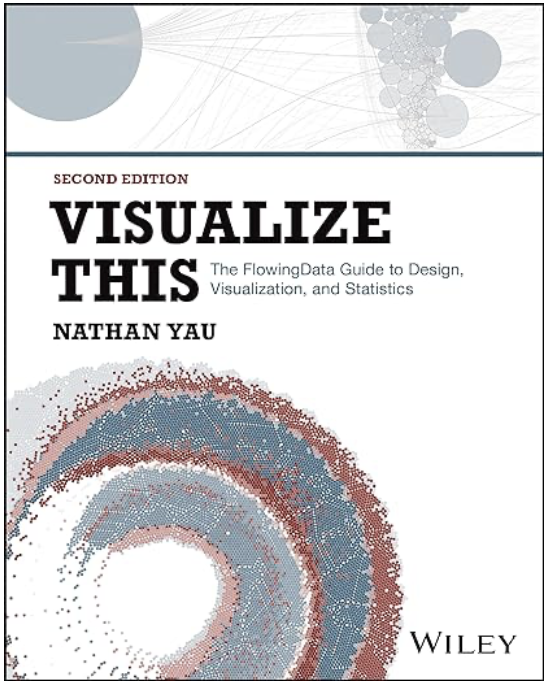 SECOND EDITION
VISUALIZE
THIS
The FlowingData Guide to Design,
Visualization, and Statistics
NATHAN YAU
WILEY